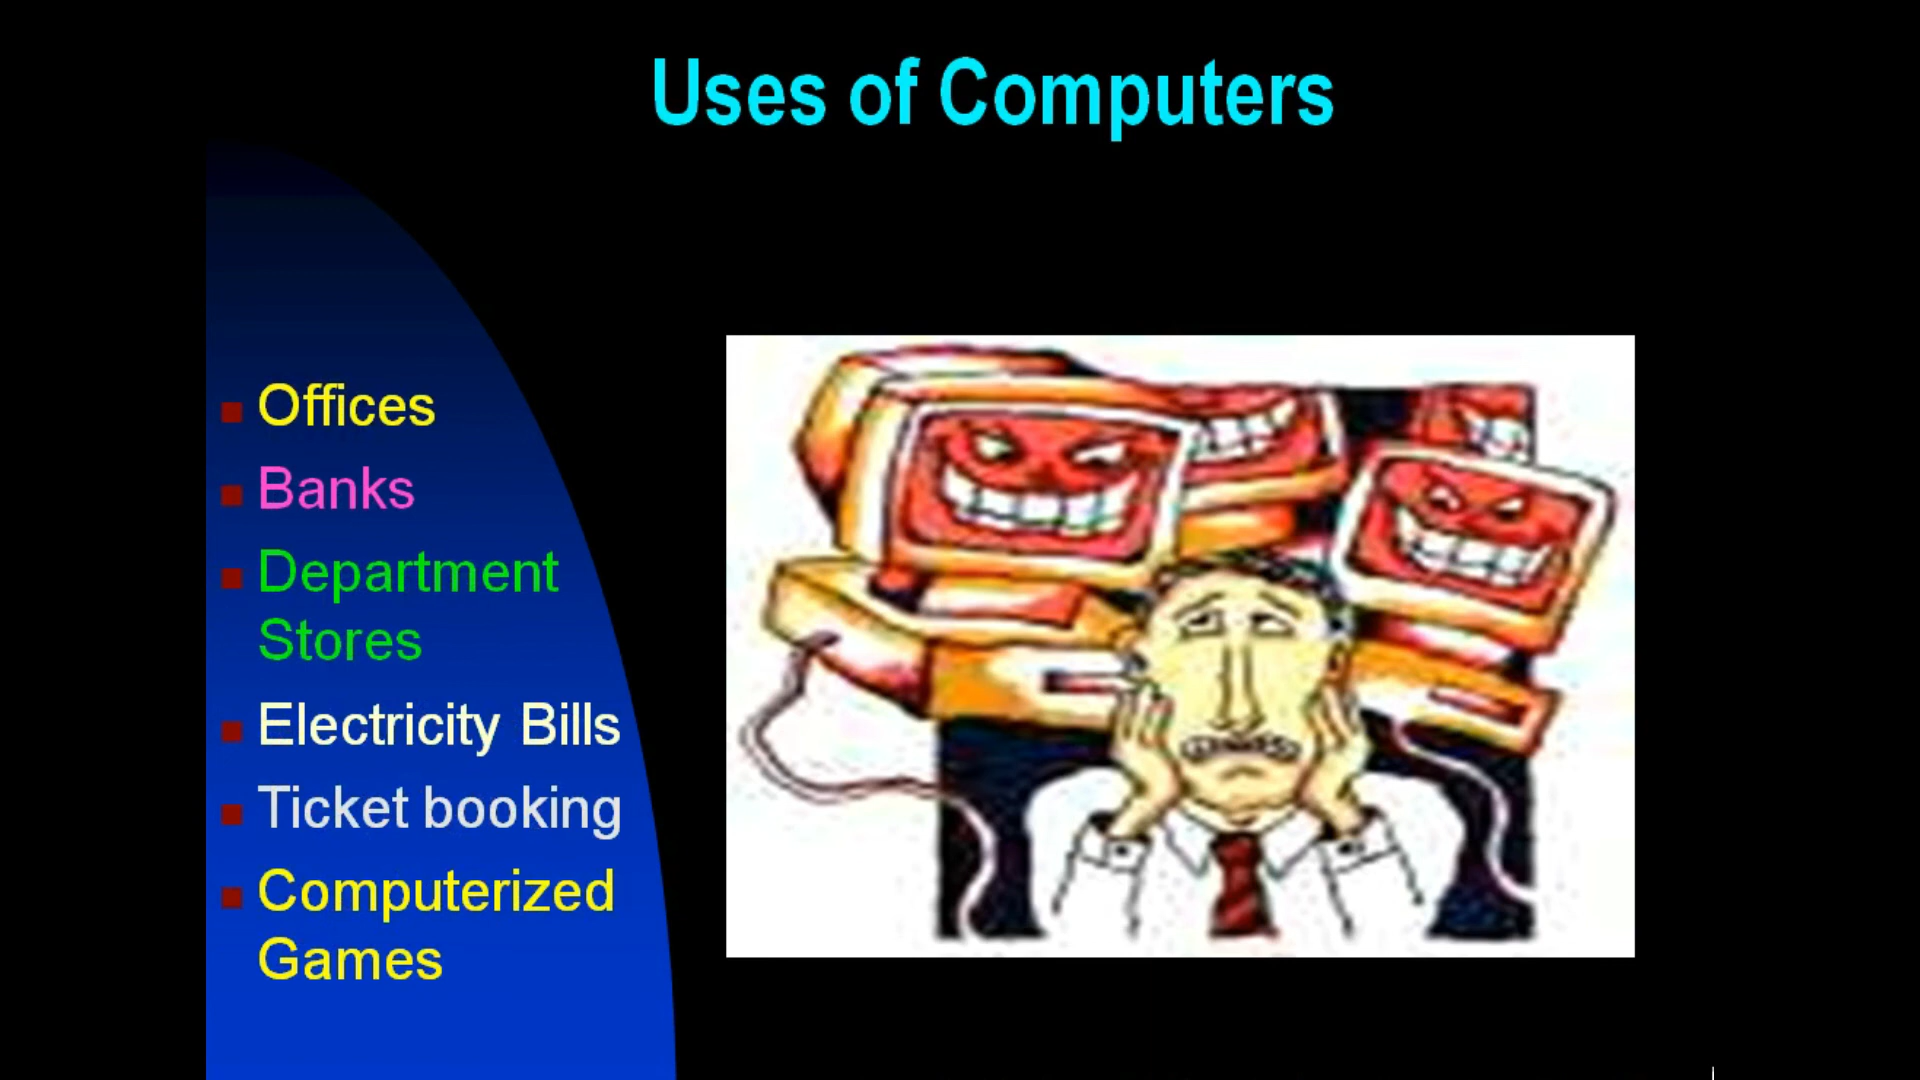 Uses of Computers
Offices
Banks
Department
Stores
Electricity Bills
Ticket booking
Computerized
Games